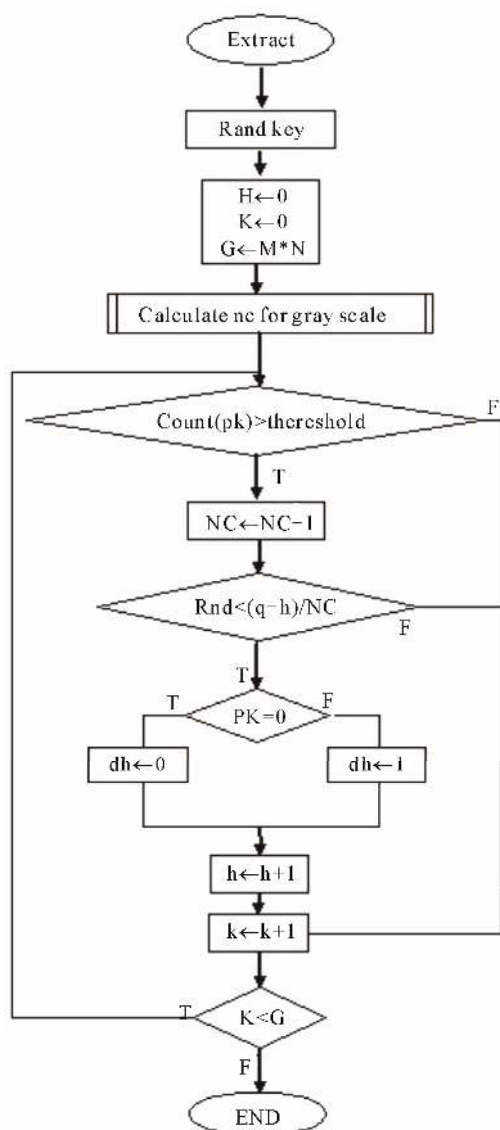 Extract
Rand key
H←0
K←0
G←M*N
Calculate nc for gray scale
Count(pk)>thereshold
F
T
NC←NC-1
Rnd<(q-h)/NC
F
T
T
F
PK=0
dh←0
dh←1
h←h+1
k←k+1
T
K<G
F
END